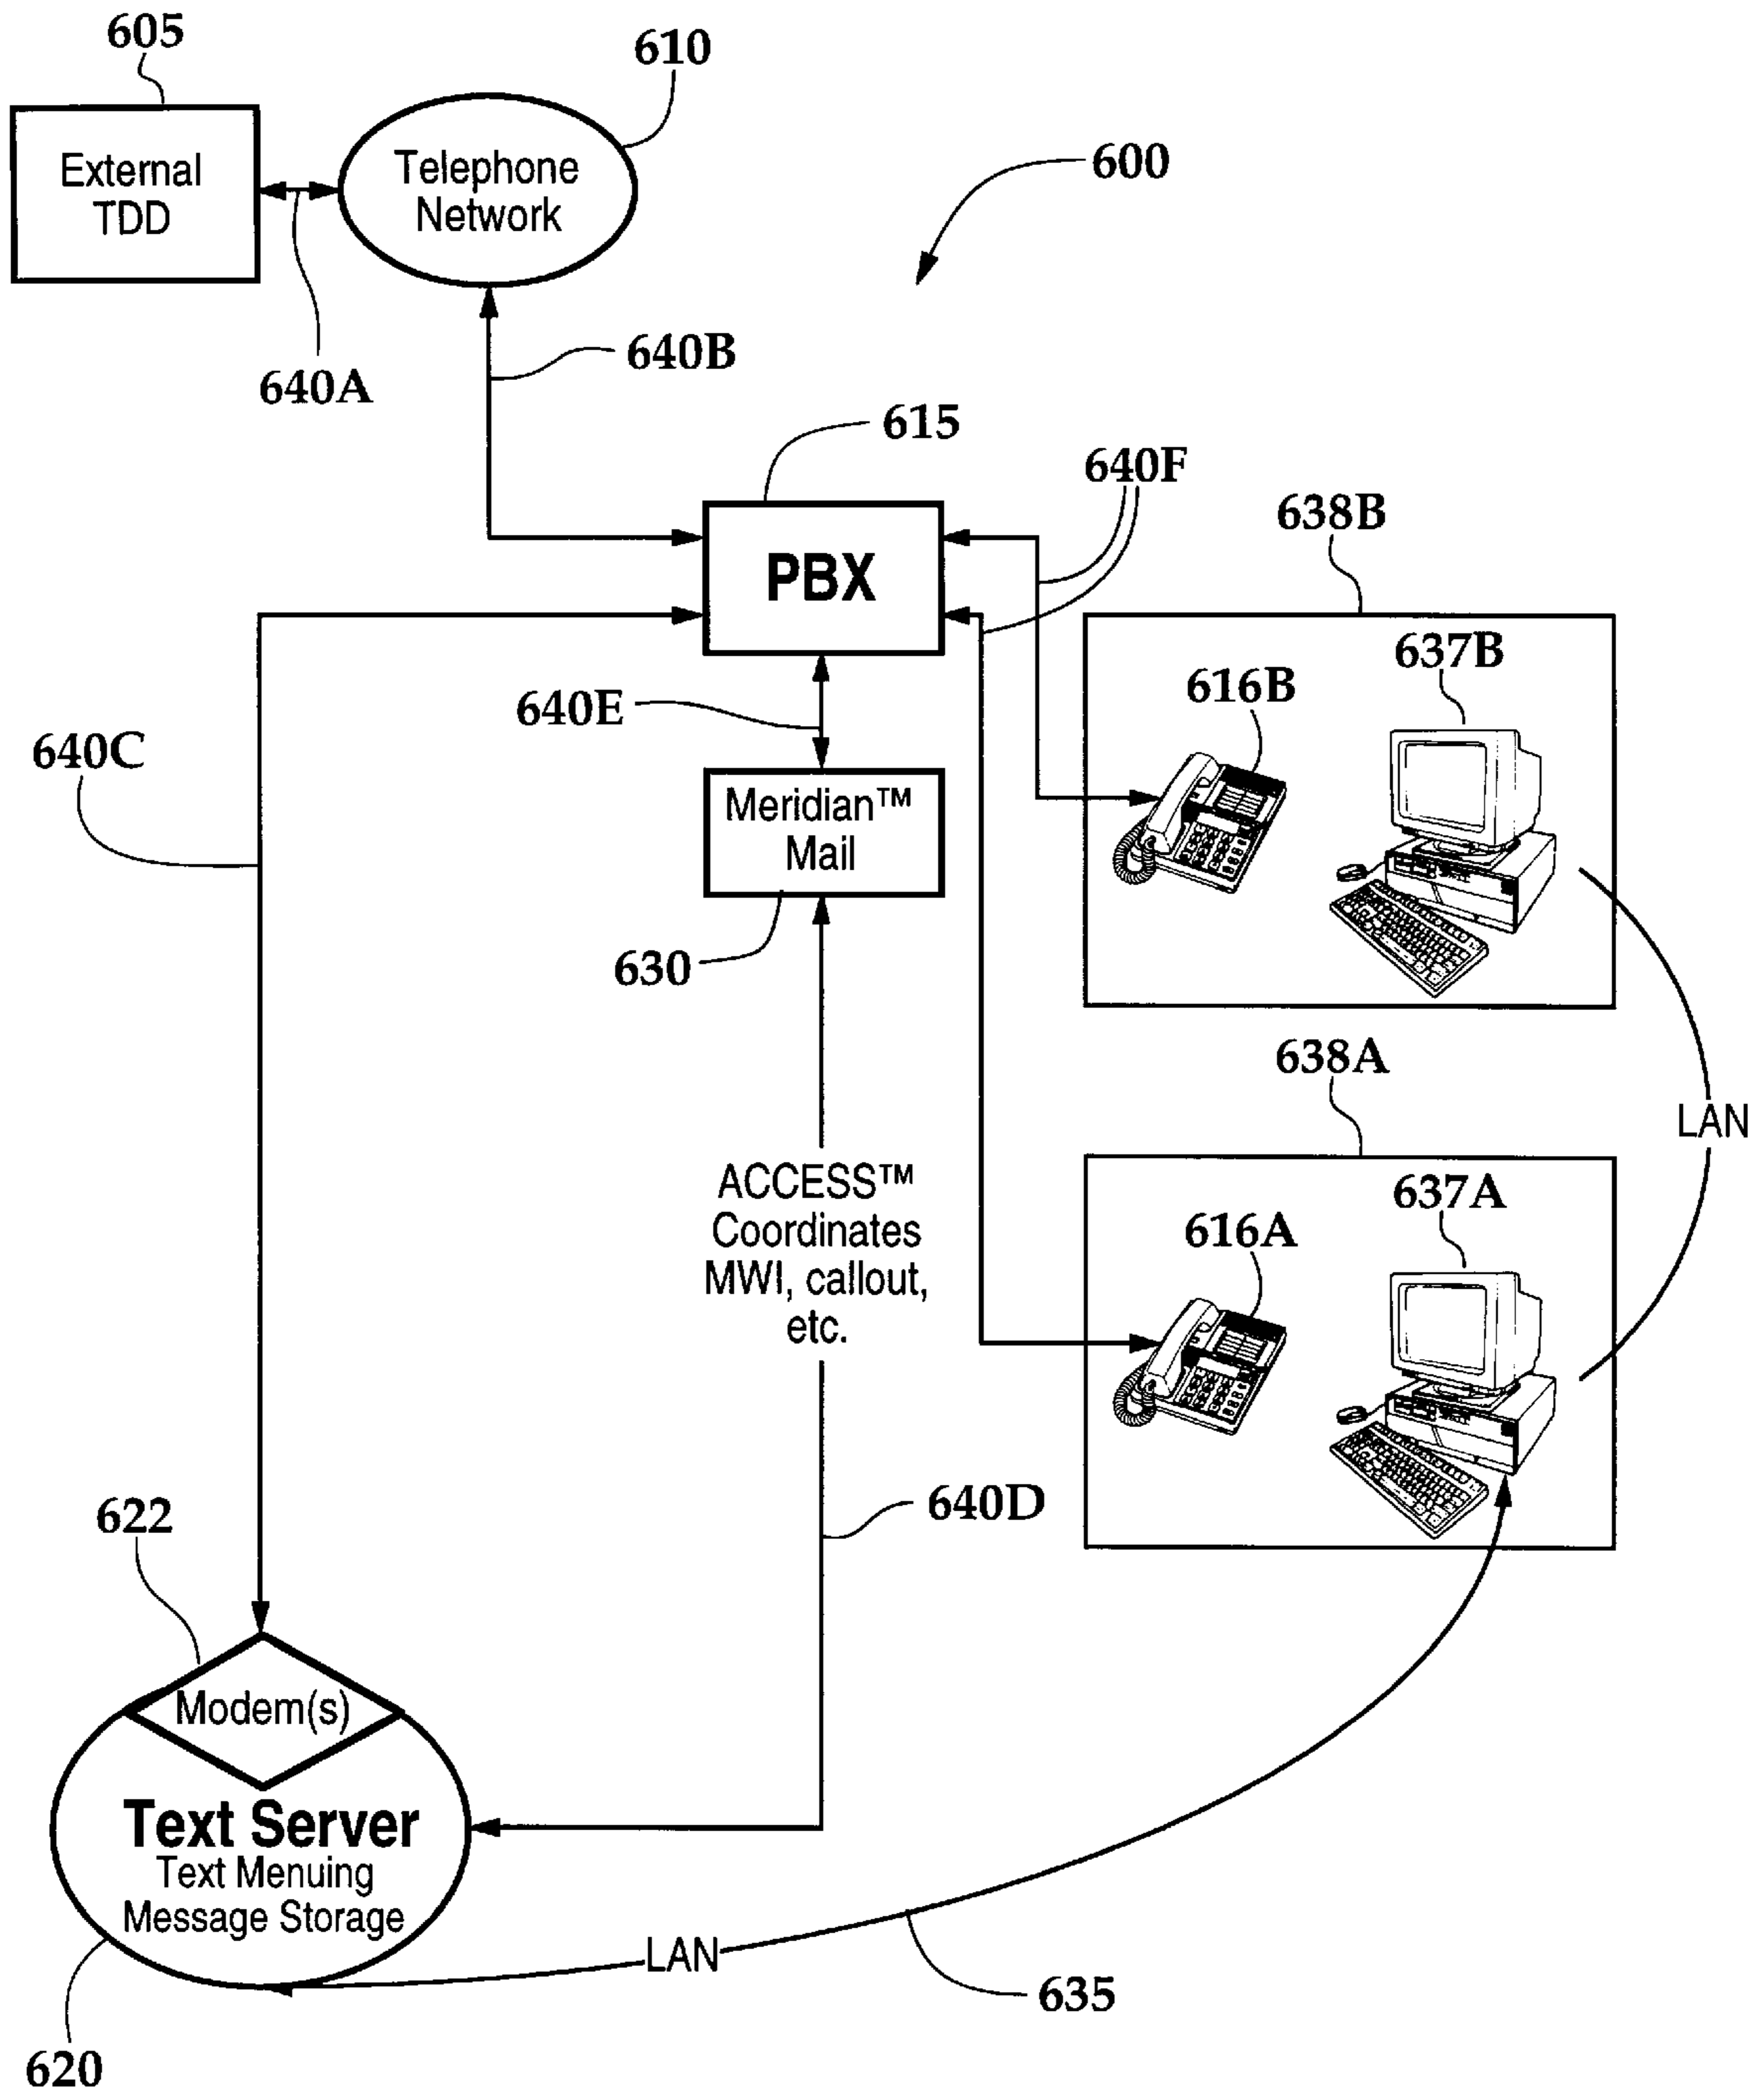 605
610
External
TDD
Telephone
Network
600
640A
640B
615
640F
638B
PBX
637B
616B
640E
640C
Meridian™
Mail
630
638A
LAN
ACCESS™
Coordinates
MWI, callout,
etc.
637A
616A
640D
622
Modem(s)
Text Server
Text Menuing
Message Storage
LAN
635
620